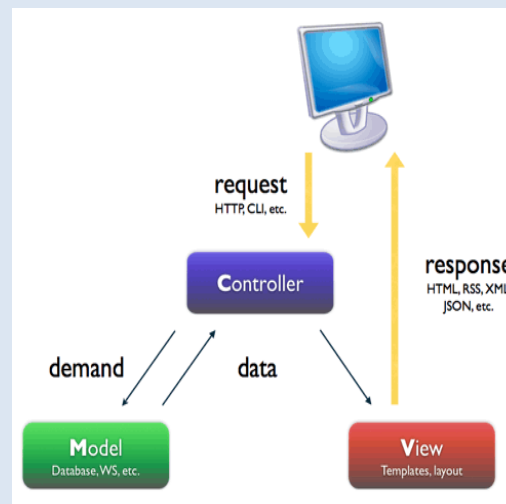 request
HTTP, CLI, etc.
Controller
response
HTML, RSS, XML
JSON, etc.
demand
data
Model
Database, WS, etc.
View
Templates, layout